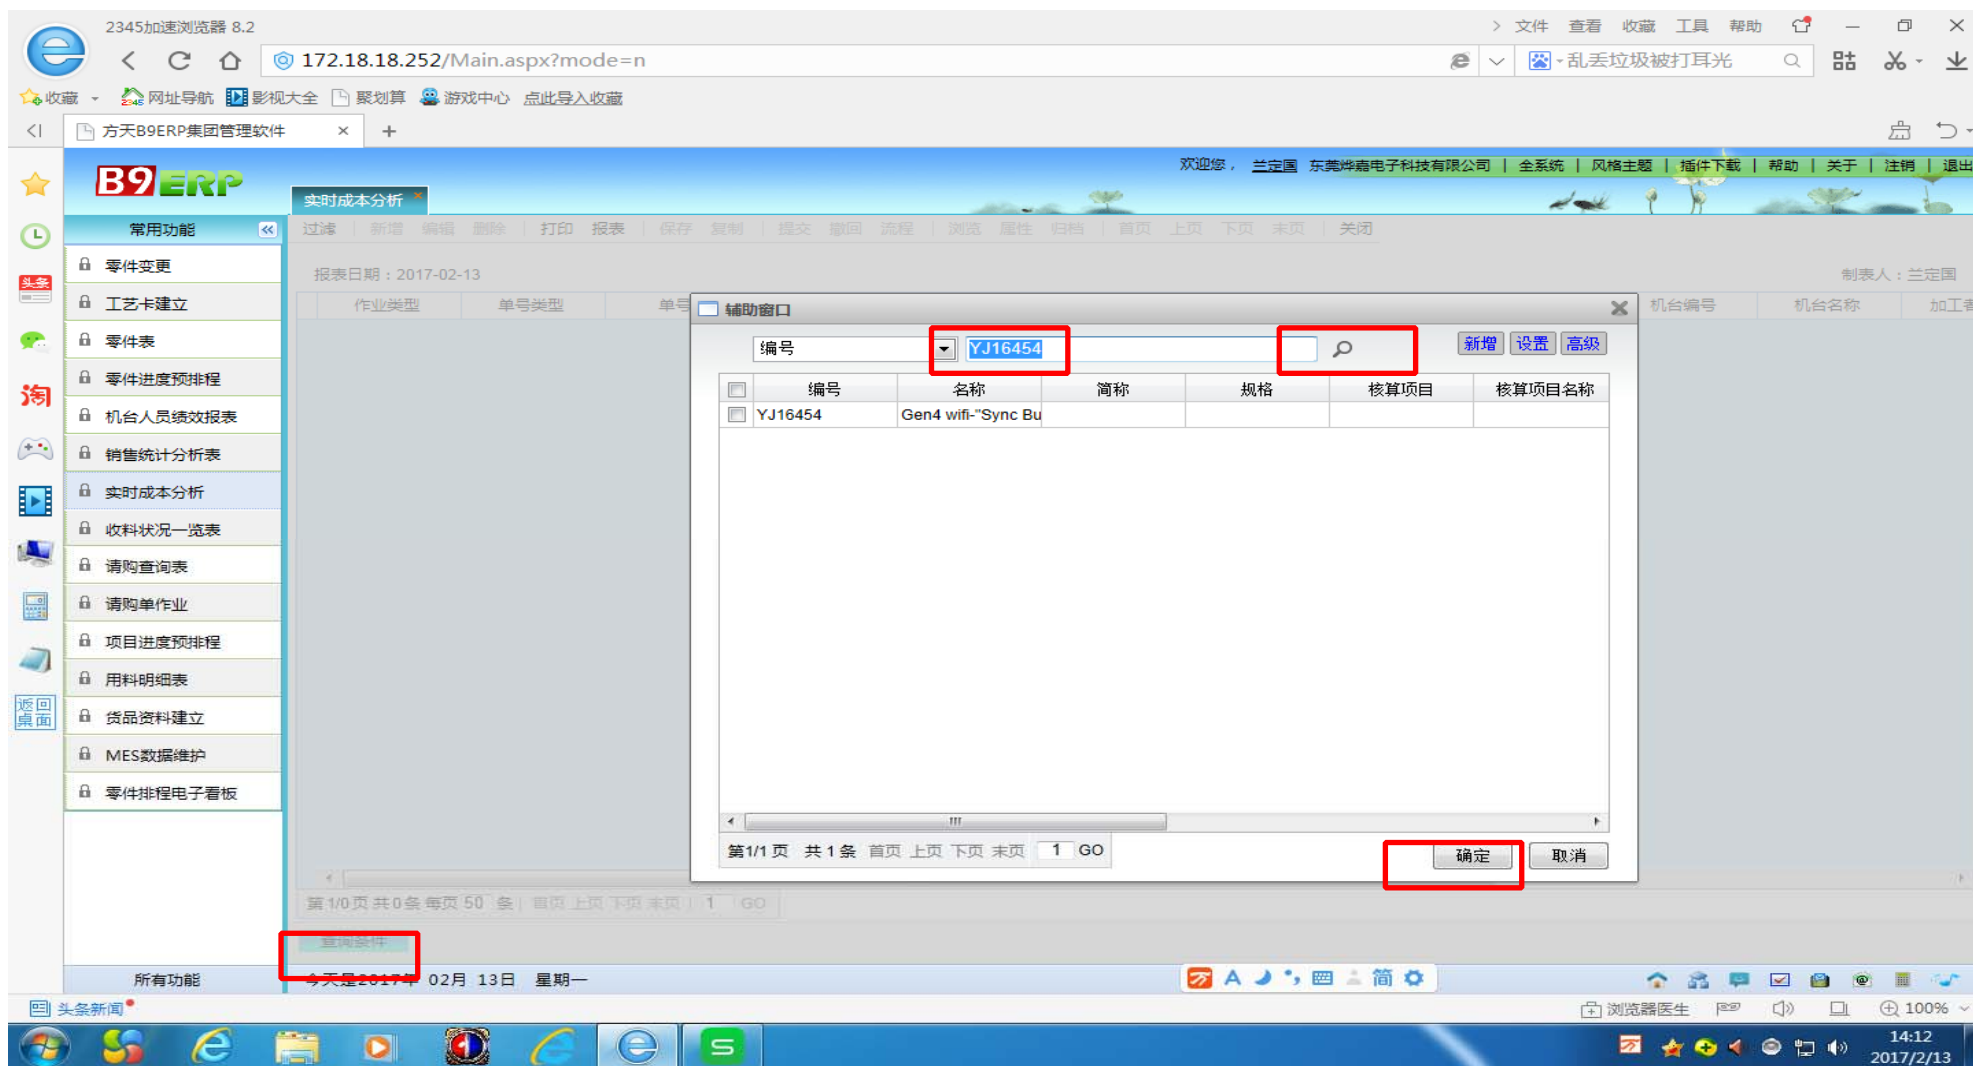 2345加速浏览器 8.2
文件 查看 收藏 工具 帮助
172.18.18.252/Main.aspx?mode=n
乱丢垃圾被打耳光
收藏 网址导航 影视大全 聚划算 游戏中心 点此导入收藏
方天B9ERP集团管理软件
欢迎您， 兰定国 东莞烨嘉电子科技有限公司 | 全系统 | 风格主题 | 插件下载 | 帮助 | 关于 | 注销 | 退出
B9 ERP
实时成本分析
常用功能
过滤 新增 编辑 删除 打印 报表 保存 复制 提交 撤回 流程 浏览 属性 归档 首页 上页 下页 末页 关闭
零件变更
工艺卡建立
零件表
零件进度预排程
机台人员绩效报表
销售统计分析表
实时成本分析
收料状况一览表
请购查询表
请购单作业
项目进度预排程
用料明细表
货品资料建立
MES数据维护
零件排程电子看板
所有功能
头条
淘
返回
桌面
报表日期：2017-02-13
制表人：兰定国
作业类型 单号类型 单号 机台编号 机台名称 加工者
辅助窗口
编号 YJ16454 新增 设置 高级
编号 名称 简称 规格 核算项目 核算项目名称
YJ16454 Gen4 wifi-"Sync Bu
第1/1 页 共 1 条 首页 上页 下页 末页 1 GO
确定 取消
第 1/0 页 共 0 条 每页 50 条 | 首页 上页 下页 末页 | 1 GO
查询条件
今天是2017年 02月 13日 星期一
A 简
头条新闻
浏览器医生
100%
14:12
2017/2/13